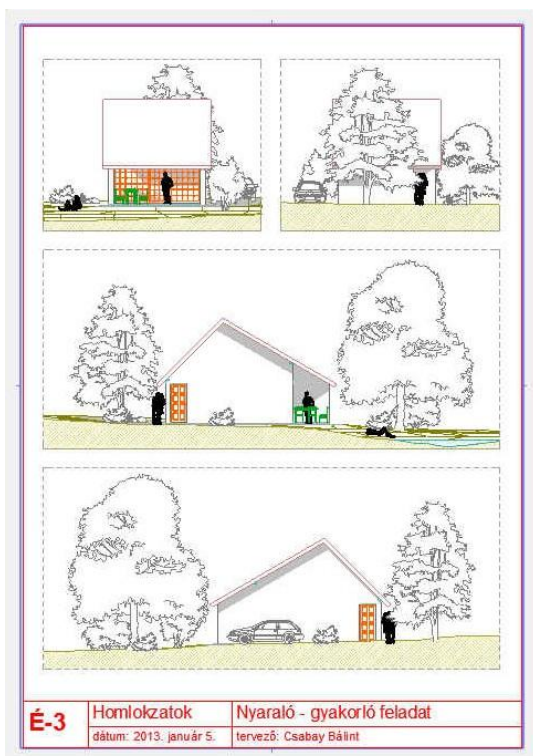 É-3
Homlokzatok
Nyaraló - gyakorló feladat
dátum: 2013. január 5.
tervező: Csabay Bálint